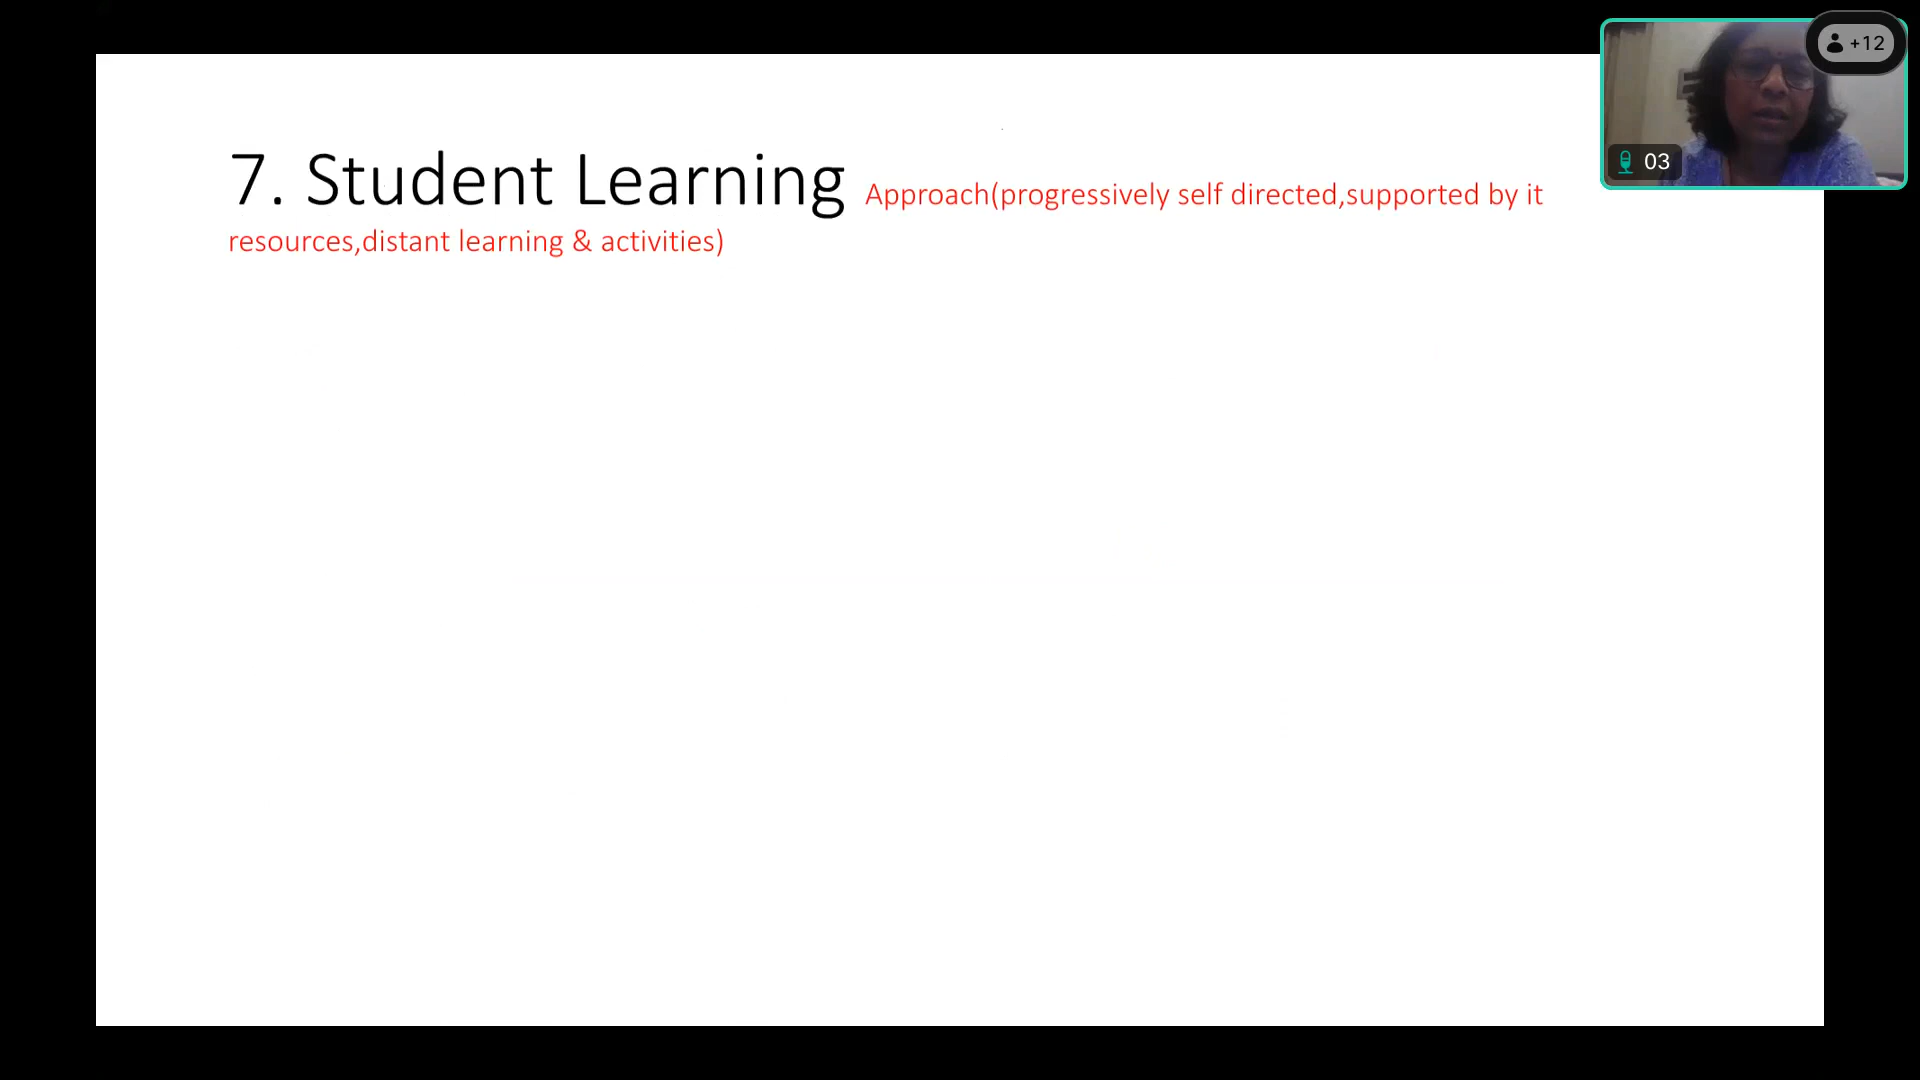 +12
03
7. Student Learning Approach(progressively self directed,supported by it
resources,distant learning & activities)